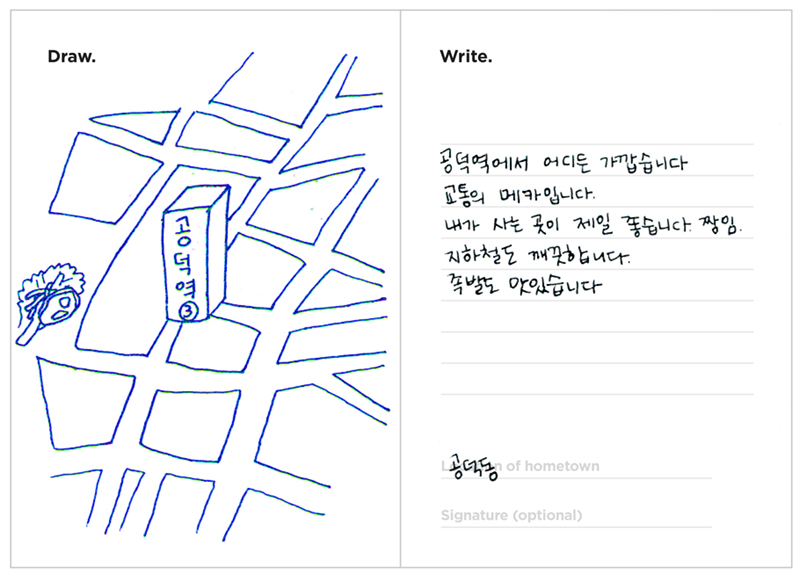 Draw.
공덕역
3
Write.
공덕역에서 어디든 가깝습니다
교통의 메카입니다.
내가 사는 곳이 제일 좋습니다. 짱임.
지하철도 깨끗합니다.
족발도 맛있습니다
공덕동
Location of hometown
Signature (optional)